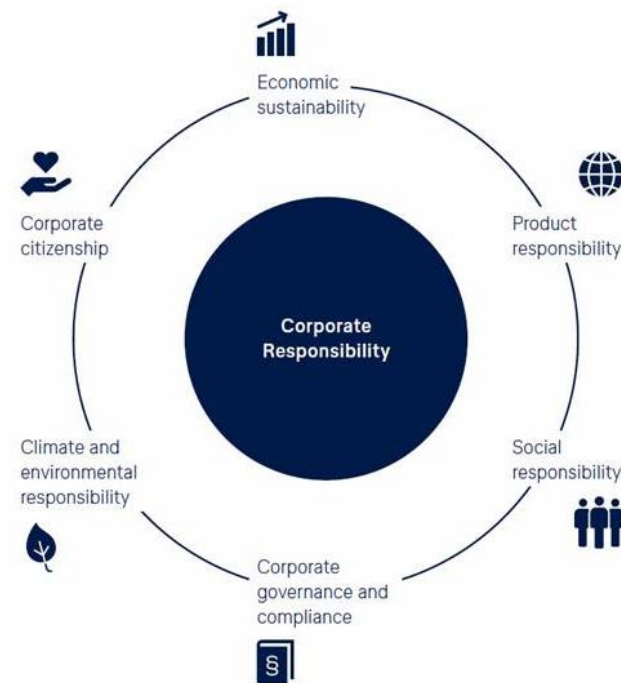 Economic
sustainability
Corporate
citizenship
Product
responsibility
Corporate
Responsibility
Climate and
environmental
responsibility
Social
responsibility
Corporate
governance and
compliance
§